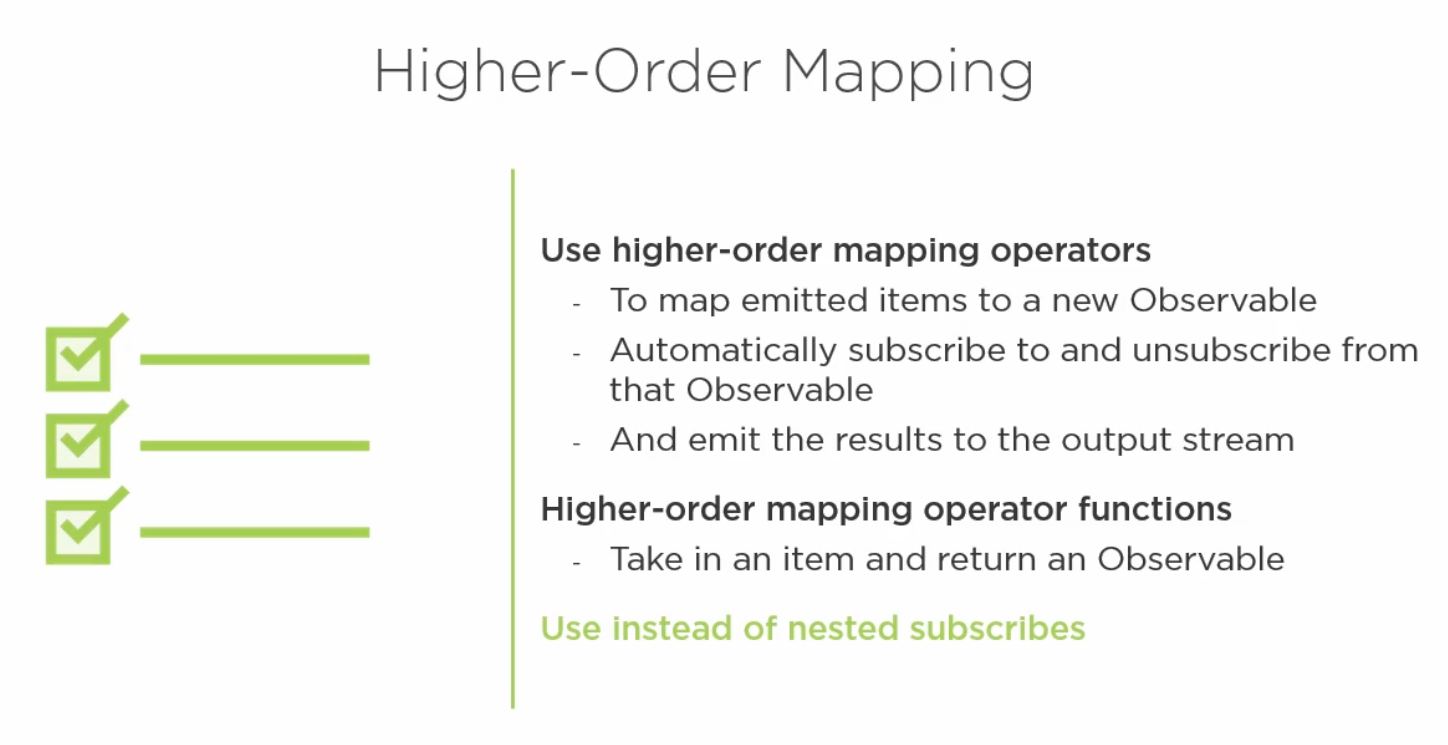 Higher-Order Mapping
Use higher-order mapping operators
- To map emitted items to a new Observable
- Automatically subscribe to and unsubscribe from
that Observable
- And emit the results to the output stream
Higher-order mapping operator functions
- Take in an item and return an Observable
Use instead of nested subscribes